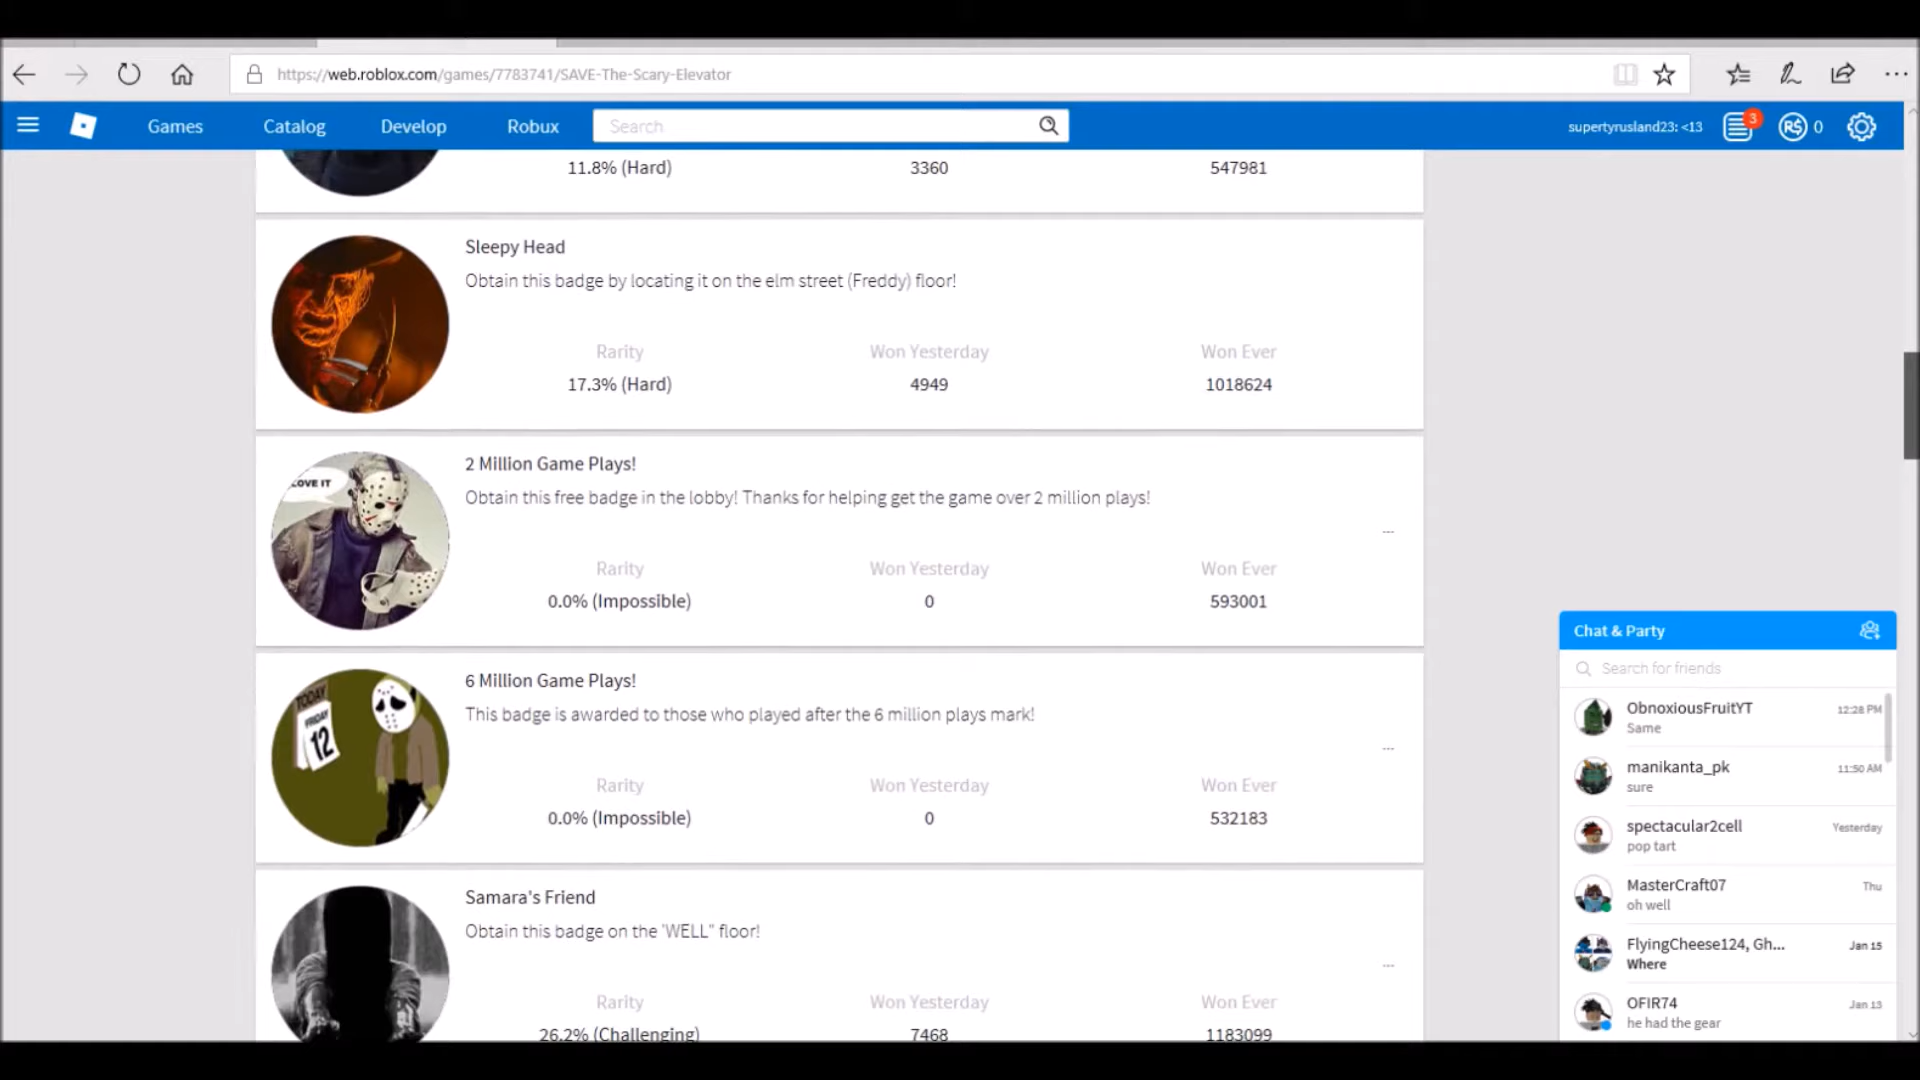 https://web.roblox.com/games/7783741/SAVE-The-Scary-Elevator
Games Catalog Develop Robux Search supertyrusland23: <13 3 R$ 0
11.8% (Hard) 3360 547981
Sleepy Head
Obtain this badge by locating it on the elm street (Freddy) floor!
Rarity Won Yesterday Won Ever
17.3% (Hard) 4949 1018624
2 Million Game Plays!
LOVE IT
Obtain this free badge in the lobby! Thanks for helping get the game over 2 million plays!
Rarity Won Yesterday Won Ever
0.0% (Impossible) 0 593001
6 Million Game Plays!
TODAY
FRIDAY
12
This badge is awarded to those who played after the 6 million plays mark!
Rarity Won Yesterday Won Ever
0.0% (Impossible) 0 532183
Samara's Friend
Obtain this badge on the 'WELL" floor!
Rarity Won Yesterday Won Ever
26.2% (Challenging) 7468 1183099
Chat & Party
Search for friends
ObnoxiousFruitYT 12:28 PM
Same
manikanta_pk 11:50 AM
sure
spectacular2cell Yesterday
pop tart
MasterCraft07 Thu
oh well
FlyingCheese124, Gh... Jan 15
Where
OFIR74 Jan 13
he had the gear